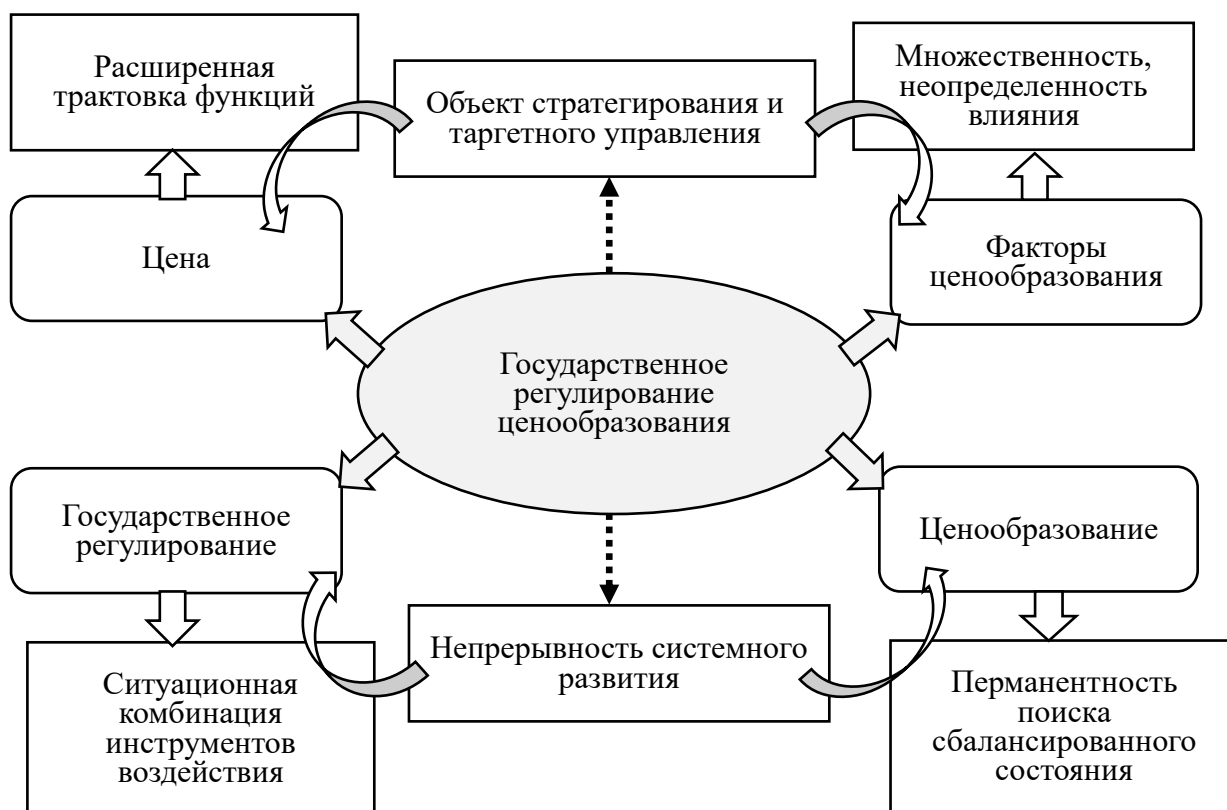 Расширенная
трактовка функций
Объект стратегирования и
таргетного управления
Множественность,
неопределенность
влияния
Цена
Факторы
ценообразования
Государственное
регулирование
ценообразования
Государственное
регулирование
Ценообразование
Непрерывность системного
развития
Ситуационная
комбинация
инструментов
воздействия
Перманентность
поиска
сбалансированного
состояния